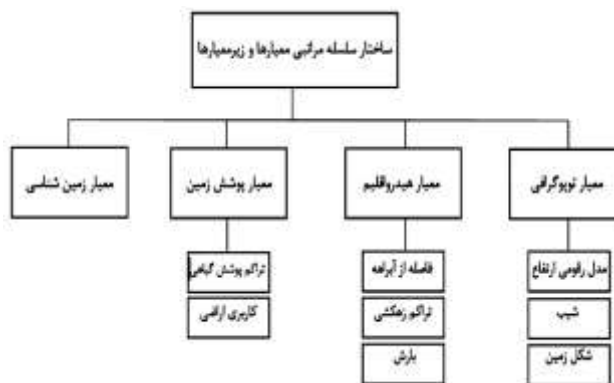 ساختار سلسله مراتبی معیارها و زیرمعیارها
معیار توپوگرافی
معیار هیدرواقلیم
معیار پوشش زمین
معیار زمین شناسی
مدل رقومی ارتفاع
شیب
شکل زمین
فاصله از آبراهه
تراکم زهکشی
بارش
تراکم پوشش گیاهی
کاربری اراضی